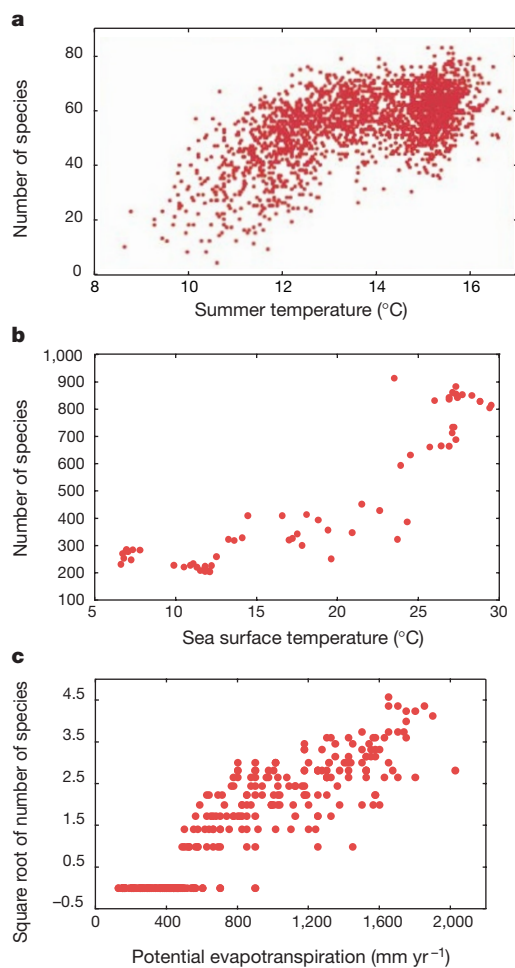 a
Number of species
80
60
40
20
0
8 10 12 14 16
Summer temperature (°C)
b
Number of species
1,000
900
800
700
600
500
400
300
200
100
5 10 15 20 25 30
Sea surface temperature (°C)
c
Square root of number of species
4.5
3.5
2.5
1.5
0.5
–0.5
0 400 800 1,200 1,600 2,000
Potential evapotranspiration (mm yr⁻¹)